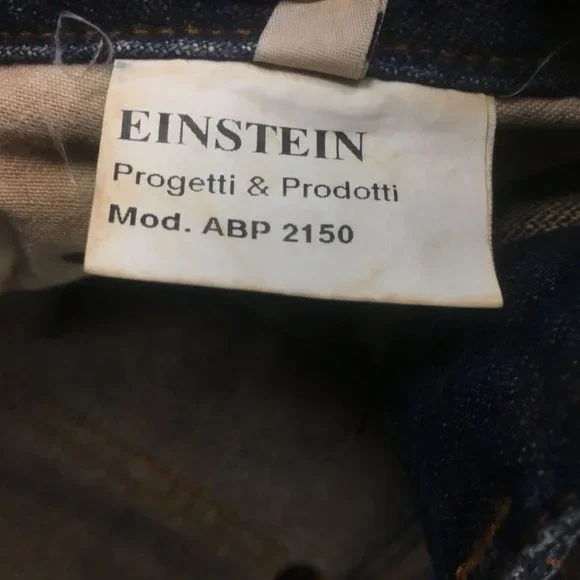 EINSTEIN
Progetti & Prodotti
Mod. ABP 2150